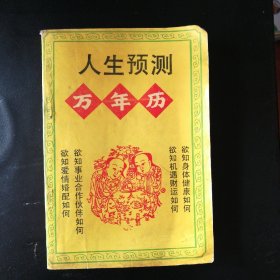 人生预测
万年历
欲知身体健康如何
欲知机遇财运如何
欲知事业合作伙伴如何
欲知爱情婚配如何